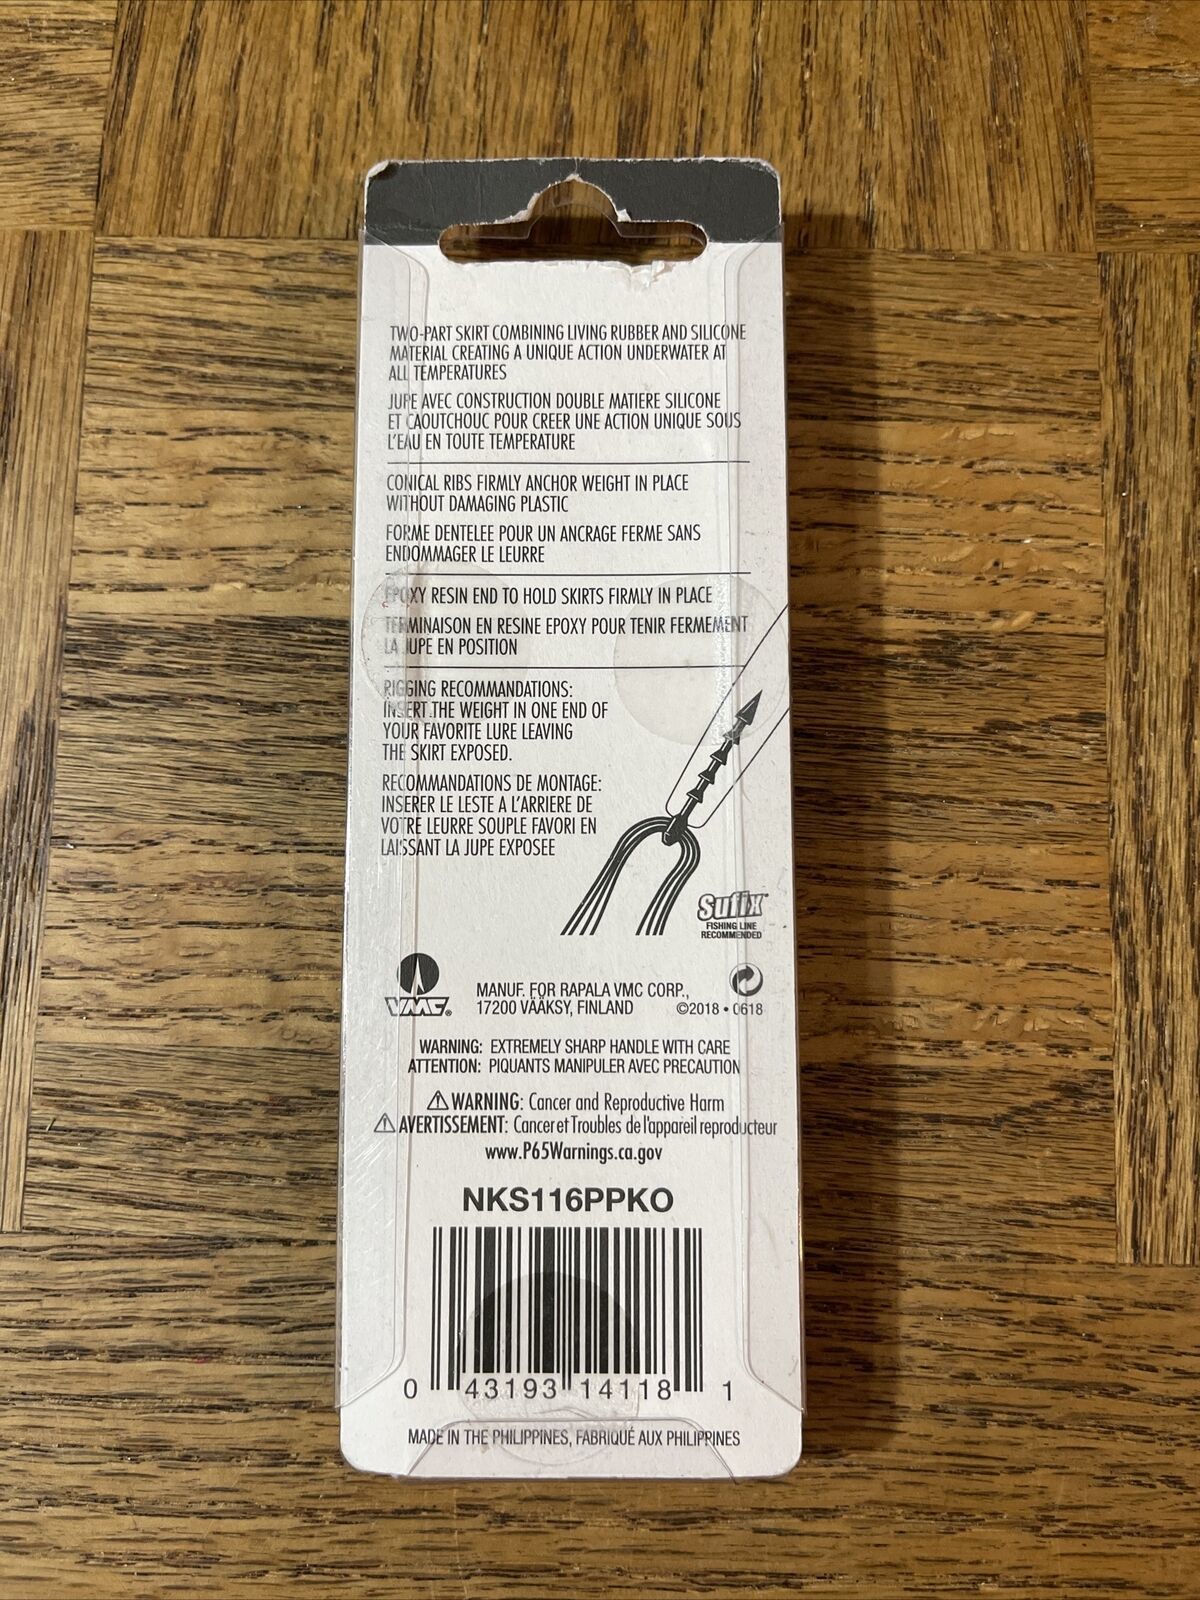 TWO-PART SKIRT COMBINING LIVING RUBBER AND SILICONE
MATERIAL CREATING A UNIQUE ACTION UNDERWATER AT
ALL TEMPERATURES
JUPE AVEC CONSTRUCTION DOUBLE MATIERE SILICONE
ET CAOUTCHOUC POUR CREER UNE ACTION UNIQUE SOUS
L'EAU EN TOUTE TEMPERATURE
CONICAL RIBS FIRMLY ANCHOR WEIGHT IN PLACE
WITHOUT DAMAGING PLASTIC
FORME DENTELEE POUR UN ANCRAGE FERME SANS
ENDOMMAGER LE LEURRE
EPOXY RESIN END TO HOLD SKIRTS FIRMLY IN PLACE
TERMINAISON EN RESINE EPOXY POUR TENIR FERMEMENT
LA JUPE EN POSITION
RIGGING RECOMMANDATIONS:
INSERT THE WEIGHT IN ONE END OF
YOUR FAVORITE LURE LEAVING
THE SKIRT EXPOSED.
RECOMMANDATIONS DE MONTAGE:
INSERER LE LESTE A L'ARRIERE DE
VOTRE LEURRE SOUPLE FAVORI EN
LAISSANT LA JUPE EXPOSEE
Sufix™
FISHING LINE
RECOMMENDED
VMC®
MANUF. FOR RAPALA VMC CORP.,
17200 VÄÄKSY, FINLAND ©2018 • 0618
WARNING: EXTREMELY SHARP HANDLE WITH CARE
ATTENTION: PIQUANTS MANIPULER AVEC PRECAUTION
⚠ WARNING: Cancer and Reproductive Harm
⚠ AVERTISSEMENT: Cancer et Troubles de l'appareil reproducteur
www.P65Warnings.ca.gov
NKS116PPKO
0 43193 14118 1
MADE IN THE PHILIPPINES, FABRIQUÉ AUX PHILIPPINES